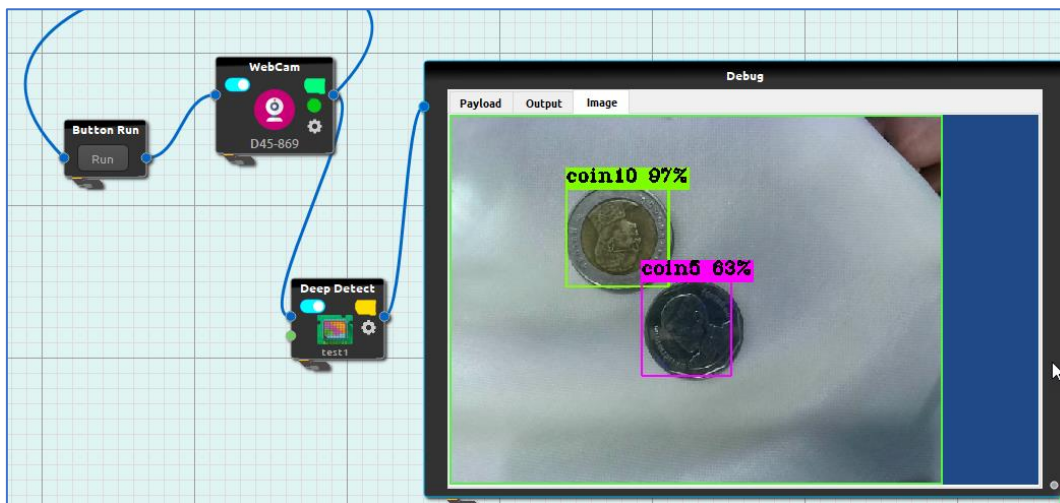 Button Run
Run
WebCam
D45-869
Deep Detect
test1
Debug
Payload Output Image
coin10 97%
coin5 63%